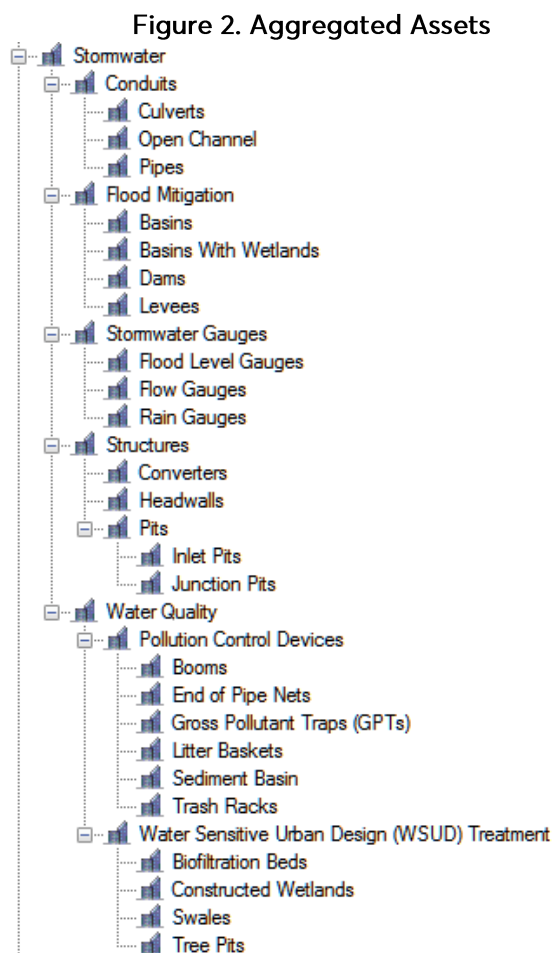 Figure 2. Aggregated Assets
Stormwater
Conduits
Culverts
Open Channel
Pipes
Flood Mitigation
Basins
Basins With Wetlands
Dams
Levees
Stormwater Gauges
Flood Level Gauges
Flow Gauges
Rain Gauges
Structures
Converters
Headwalls
Pits
Inlet Pits
Junction Pits
Water Quality
Pollution Control Devices
Booms
End of Pipe Nets
Gross Pollutant Traps (GPTs)
Litter Baskets
Sediment Basin
Trash Racks
Water Sensitive Urban Design (WSUD) Treatment
Biofiltration Beds
Constructed Wetlands
Swales
Tree Pits